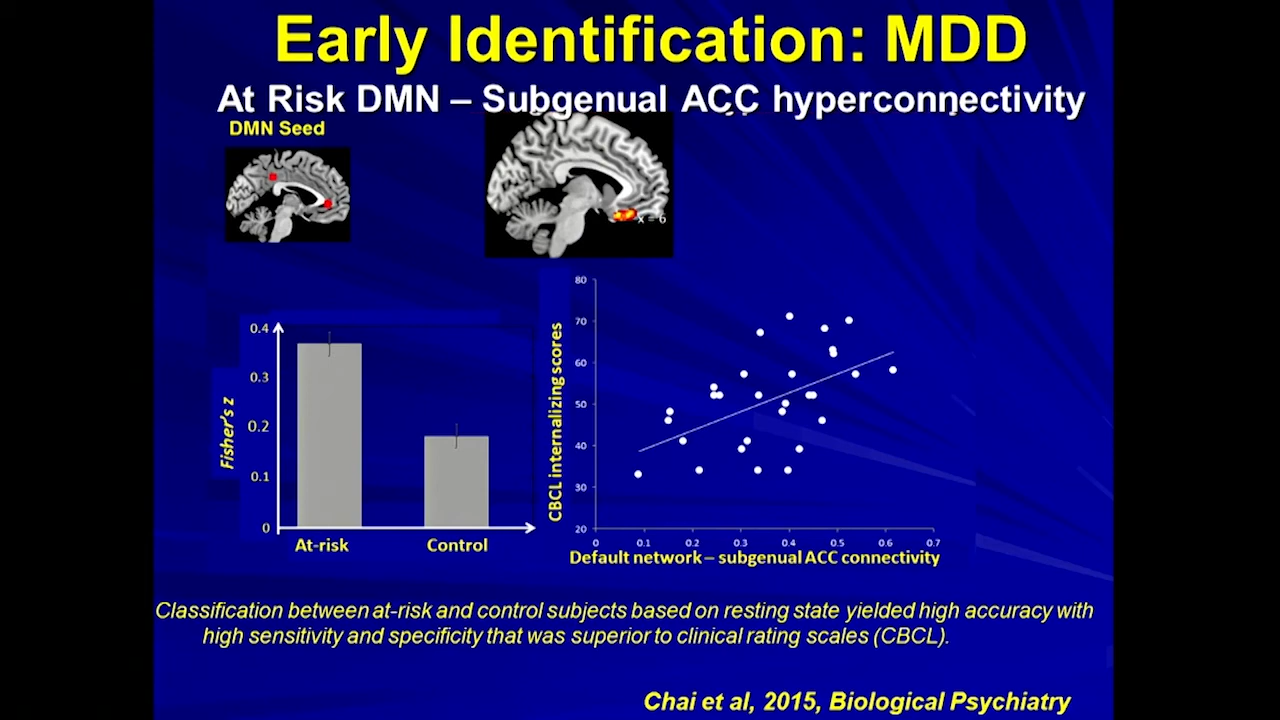 Early Identification: MDD
At Risk DMN – Subgenual ACC hyperconnectivity
DMN Seed
x = 6
0.4
0.3
0.2
0.1
0
Fisher's z
At-risk
Control
80
70
60
50
40
30
20
CBCL internalizing scores
0
0.1
0.2
0.3
0.4
0.5
0.6
0.7
Default network – subgenual ACC connectivity
Classification between at-risk and control subjects based on resting state yielded high accuracy with
high sensitivity and specificity that was superior to clinical rating scales (CBCL).
Chai et al, 2015, Biological Psychiatry